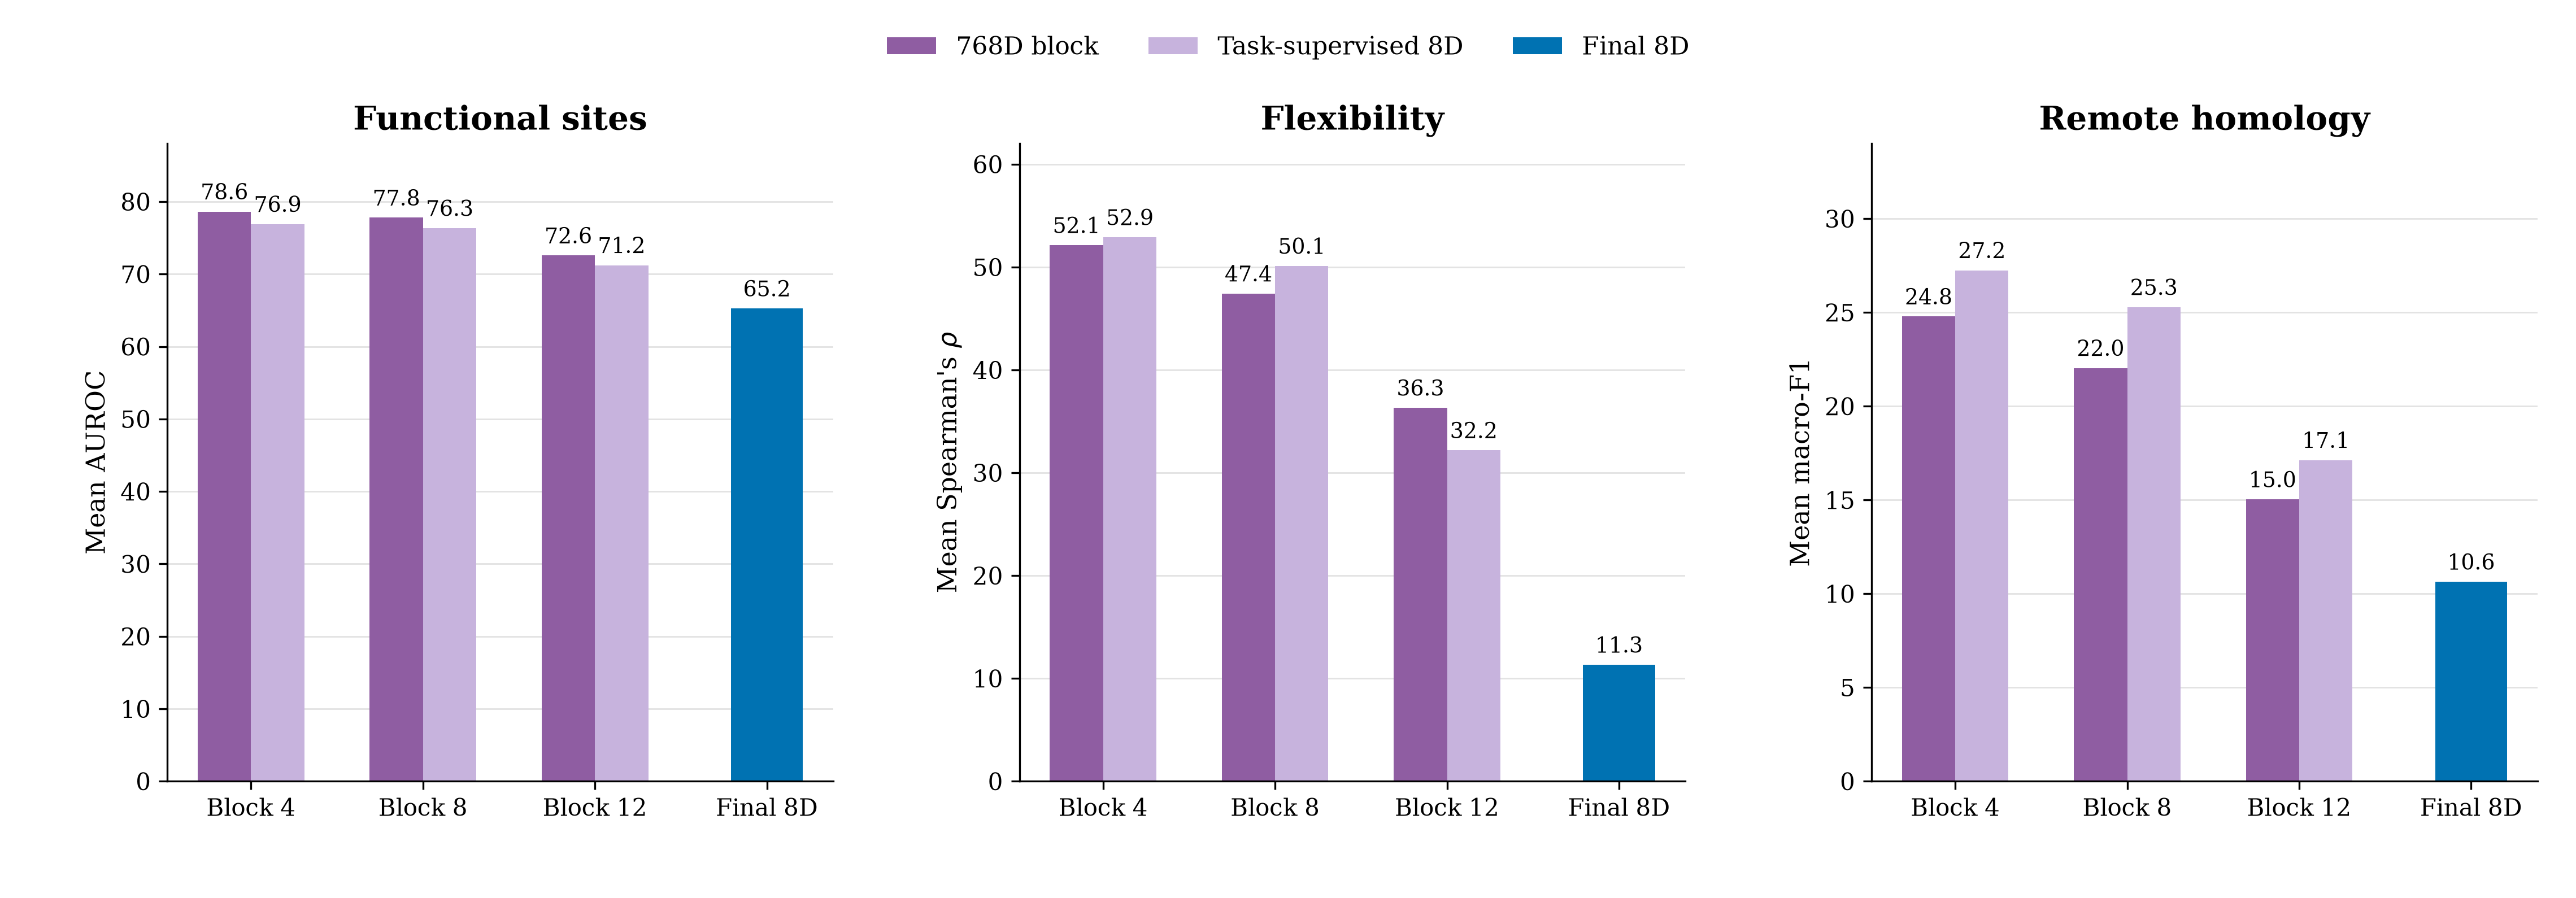 768D block
Task-supervised 8D
Final 8D
Functional sites
Mean AUROC
80
70
60
50
40
30
20
10
0
78.6
76.9
77.8
76.3
72.6
71.2
65.2
Block 4
Block 8
Block 12
Final 8D
Flexibility
Mean Spearman's ρ
60
50
40
30
20
10
0
52.1
52.9
47.4
50.1
36.3
32.2
11.3
Block 4
Block 8
Block 12
Final 8D
Remote homology
Mean macro-F1
30
25
20
15
10
5
0
24.8
27.2
22.0
25.3
15.0
17.1
10.6
Block 4
Block 8
Block 12
Final 8D